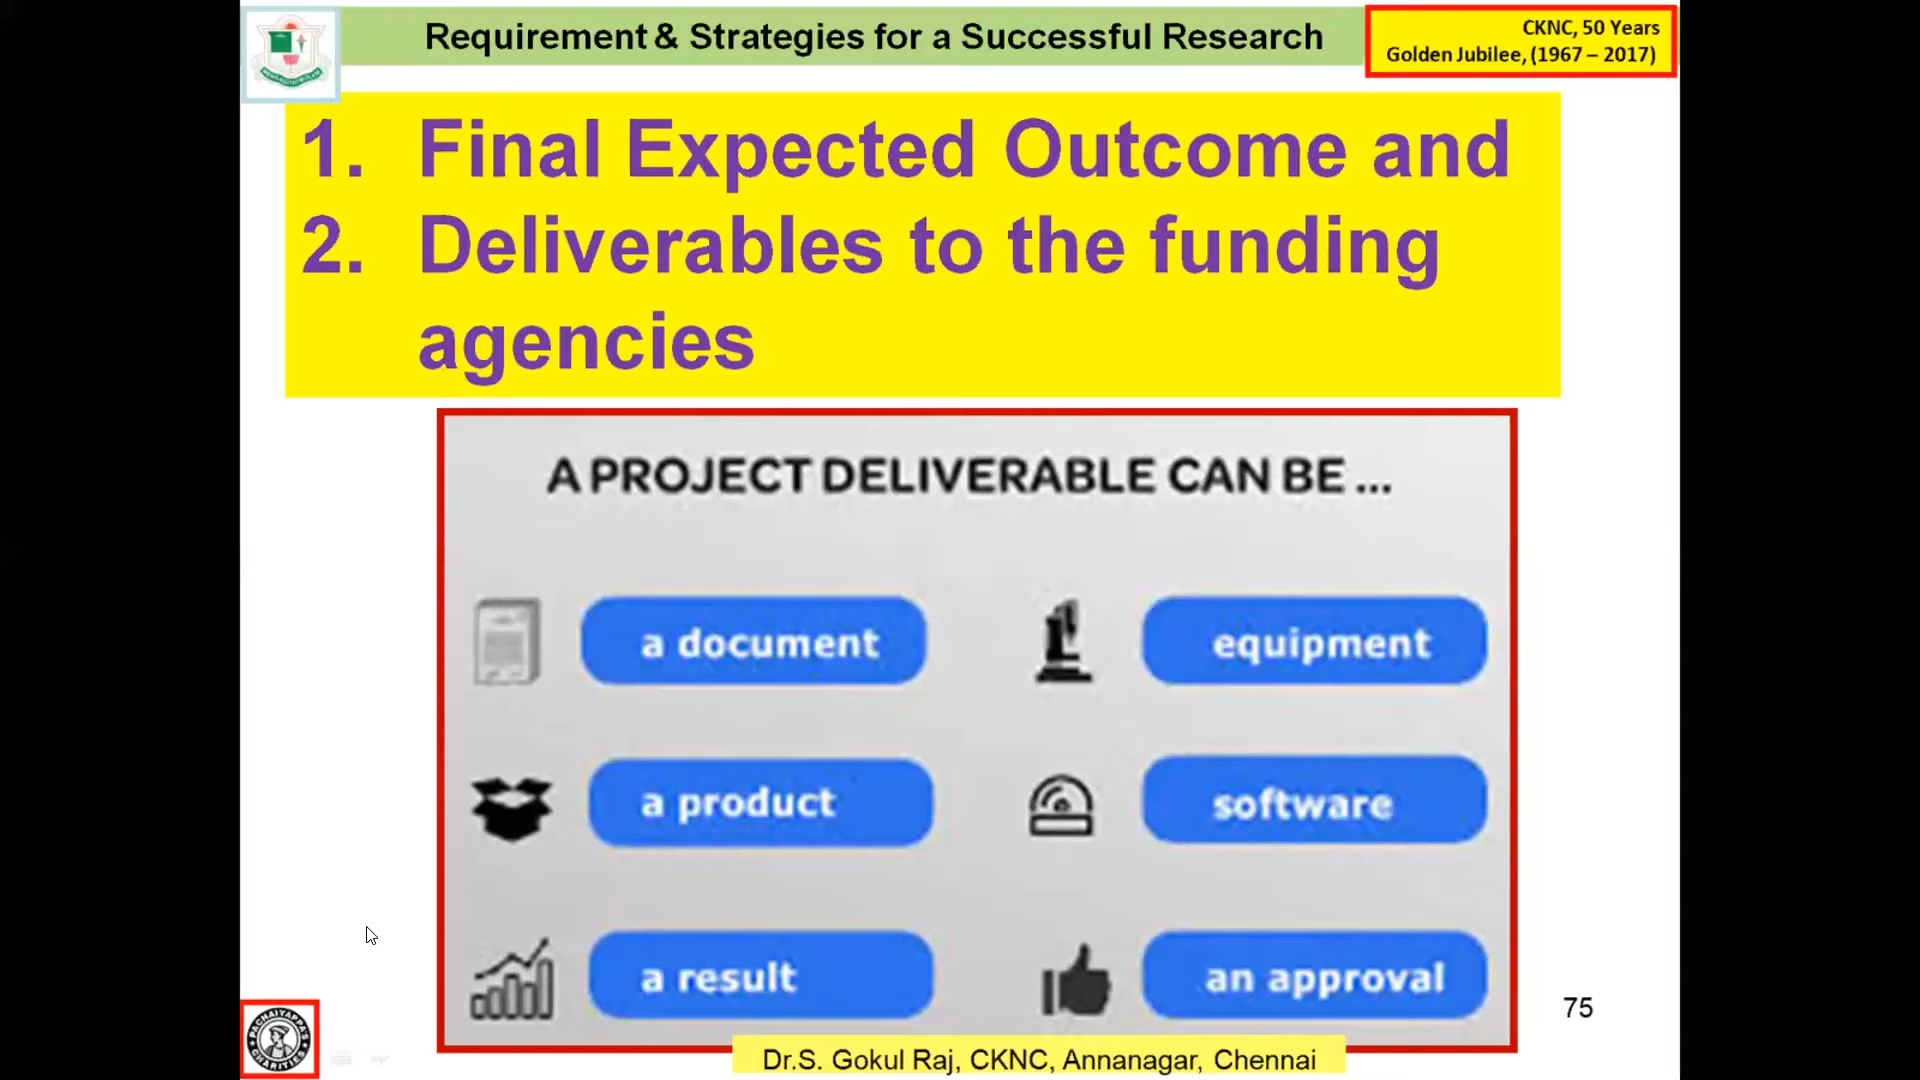 Requirement & Strategies for a Successful Research
CKNC, 50 Years
Golden Jubilee, (1967 – 2017)
1. Final Expected Outcome and
2. Deliverables to the funding
agencies
A PROJECT DELIVERABLE CAN BE ...
a document
equipment
a product
software
a result
an approval
75
PACHAIYAPPA'S
CHARITIES
Dr.S. Gokul Raj, CKNC, Annanagar, Chennai